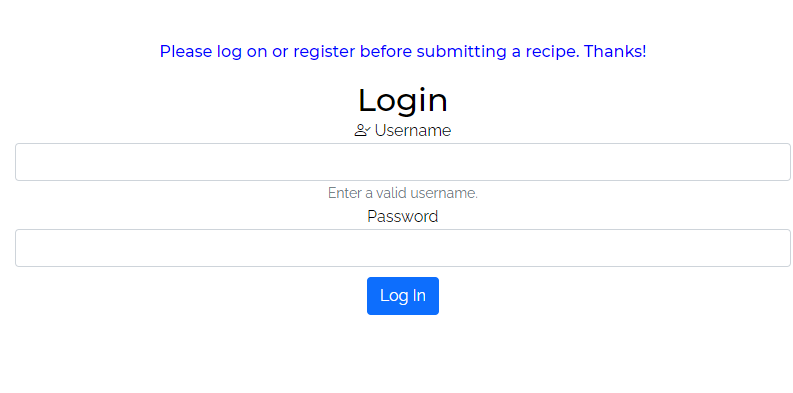 Please log on or register before submitting a recipe. Thanks!
Login
Username
Enter a valid username.
Password
Log In